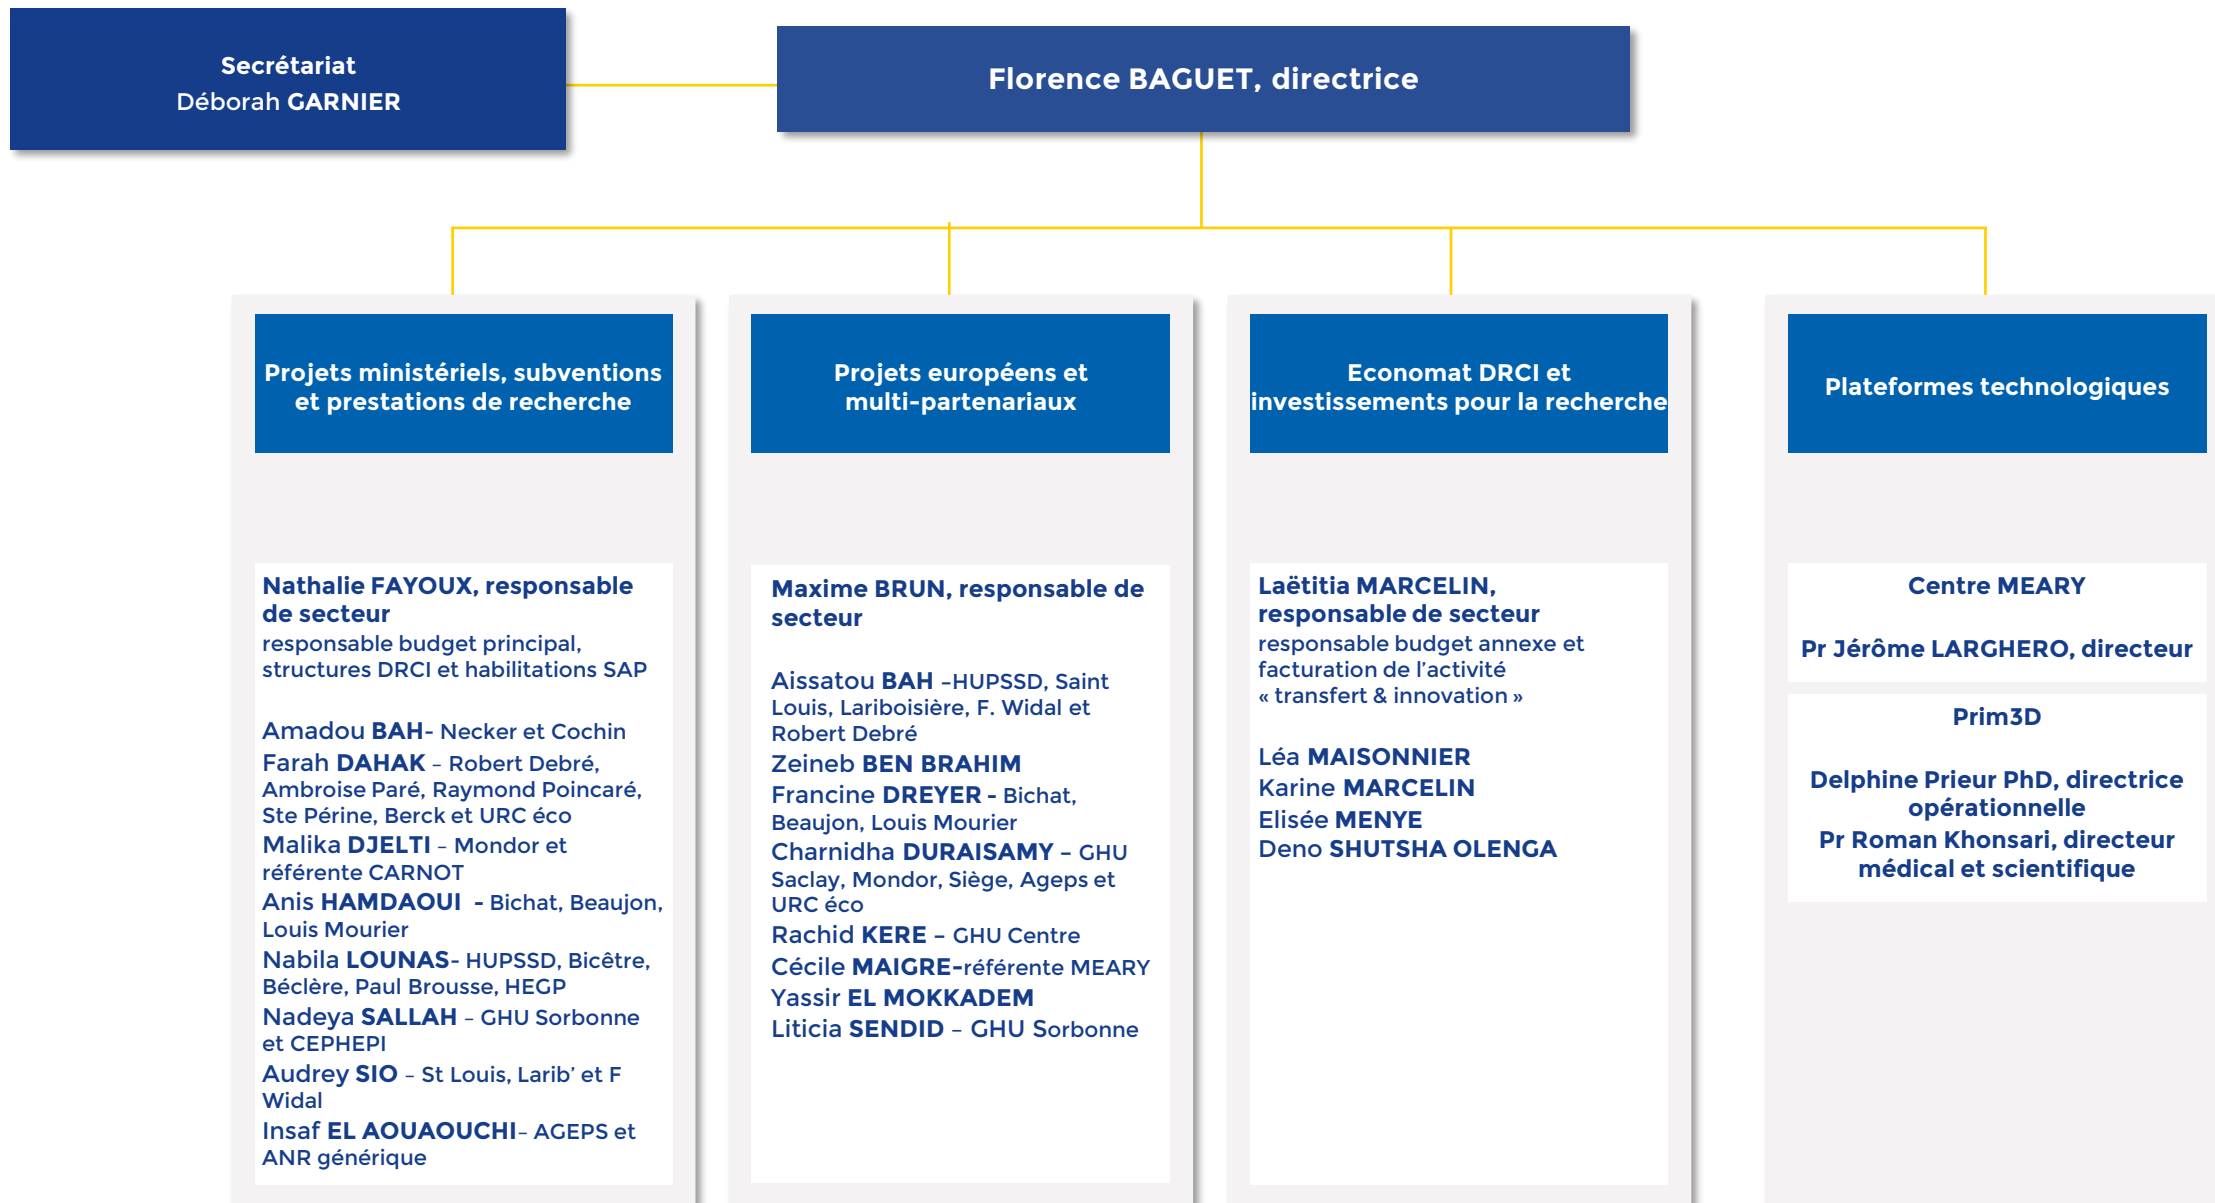 Secrétariat
Déborah GARNIER
Florence BAGUET, directrice
Projets ministériels, subventions
et prestations de recherche
Nathalie FAYOUX, responsable
de secteur
responsable budget principal,
structures DRCI et habilitations SAP
Amadou BAH- Necker et Cochin
Farah DAHAK – Robert Debré,
Ambroise Paré, Raymond Poincaré,
Ste Périne, Berck et URC éco
Malika DJELTI – Mondor et
référente CARNOT
Anis HAMDAOUI - Bichat, Beaujon,
Louis Mourier
Nabila LOUNAS- HUPSSD, Bicêtre,
Béclère, Paul Brousse, HEGP
Nadeya SALLAH – GHU Sorbonne
et CEPHEPI
Audrey SIO – St Louis, Larib’ et F
Widal
Insaf EL AOUAOUCHI– AGEPS et
ANR générique
Projets européens et
multi-partenariaux
Maxime BRUN, responsable de
secteur
Aissatou BAH –HUPSSD, Saint
Louis, Lariboisière, F. Widal et
Robert Debré
Zeineb BEN BRAHIM
Francine DREYER - Bichat,
Beaujon, Louis Mourier
Charnidha DURAISAMY – GHU
Saclay, Mondor, Siège, Ageps et
URC éco
Rachid KERE – GHU Centre
Cécile MAIGRE-référente MEARY
Yassir EL MOKKADEM
Liticia SENDID – GHU Sorbonne
Economat DRCI et
investissements pour la recherche
Laëtitia MARCELIN,
responsable de secteur
responsable budget annexe et
facturation de l’activité
« transfert & innovation »
Léa MAISONNIER
Karine MARCELIN
Elisée MENYE
Deno SHUTSHA OLENGA
Plateformes technologiques
Centre MEARY
Pr Jérôme LARGHERO, directeur
Prim3D
Delphine Prieur PhD, directrice
opérationnelle
Pr Roman Khonsari, directeur
médical et scientifique